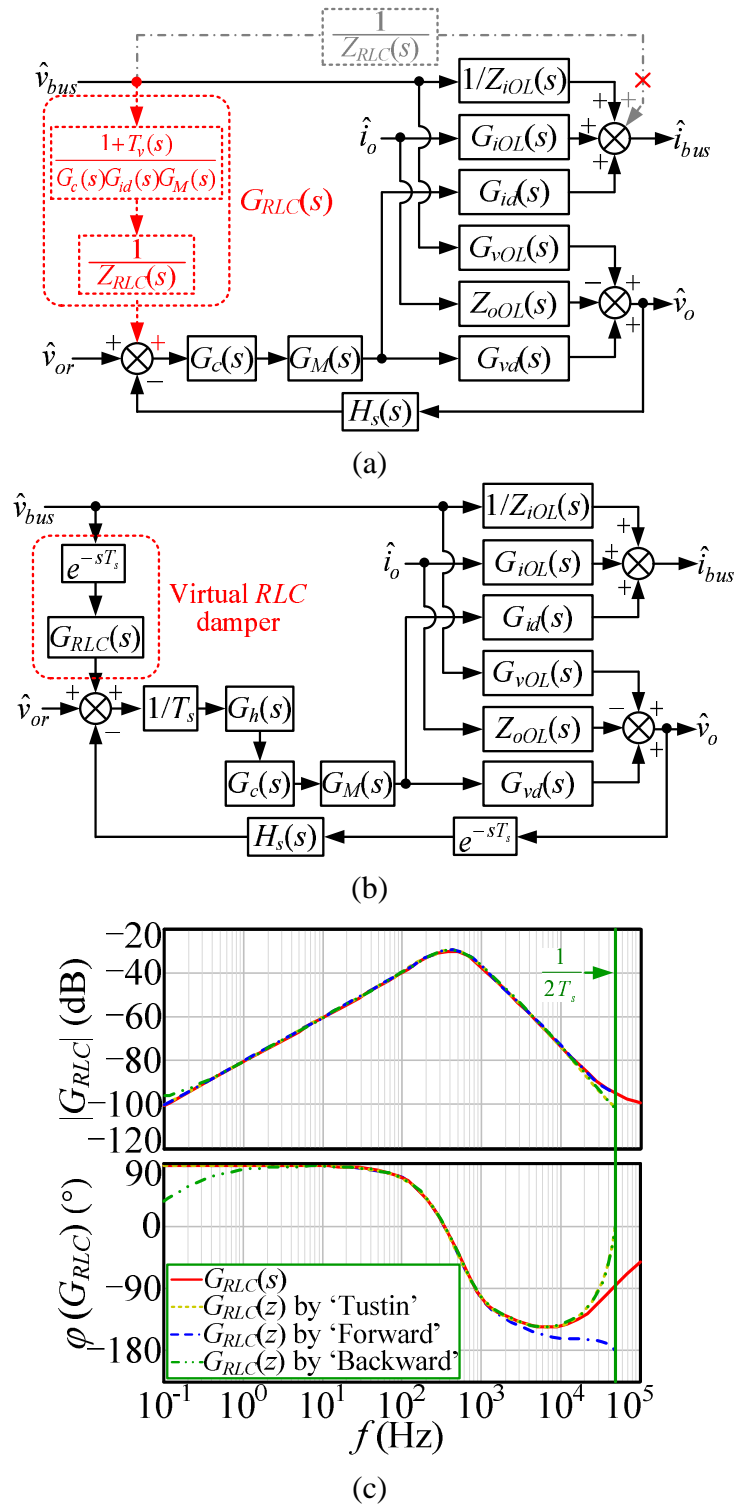 1
Z_RLC(s)
v̂_bus
1/Z_iOL(s)
+
+
+
1+T_v(s)
G_c(s)G_id(s)G_M(s)
î_o
G_iOL(s)
+
î_bus
G_RLC(s)
G_id(s)
1
Z_RLC(s)
G_vOL(s)
Z_oOL(s)
−
+
v̂_o
+
+
v̂_or
−
G_c(s)
G_M(s)
G_vd(s)
+
H_s(s)
(a)
v̂_bus
1/Z_iOL(s)
+
e^−sT_s
Virtual RLC
damper
î_o
G_iOL(s)
+
î_bus
+
G_id(s)
G_RLC(s)
G_vOL(s)
+
+
v̂_or
−
1/T_s
G_h(s)
Z_oOL(s)
−
+
v̂_o
+
G_c(s)
G_M(s)
G_vd(s)
H_s(s)
e^−sT_s
(b)
|G_RLC| (dB)
−20
−40
−60
−80
−100
−120
1
2T_s
φ(G_RLC) (°)
90
0
−90
−180
G_RLC(s)
G_RLC(z) by ‘Tustin’
G_RLC(z) by ‘Forward’
G_RLC(z) by ‘Backward’
10^−1 10^0 10^1 10^2 10^3 10^4 10^5
f (Hz)
(c)